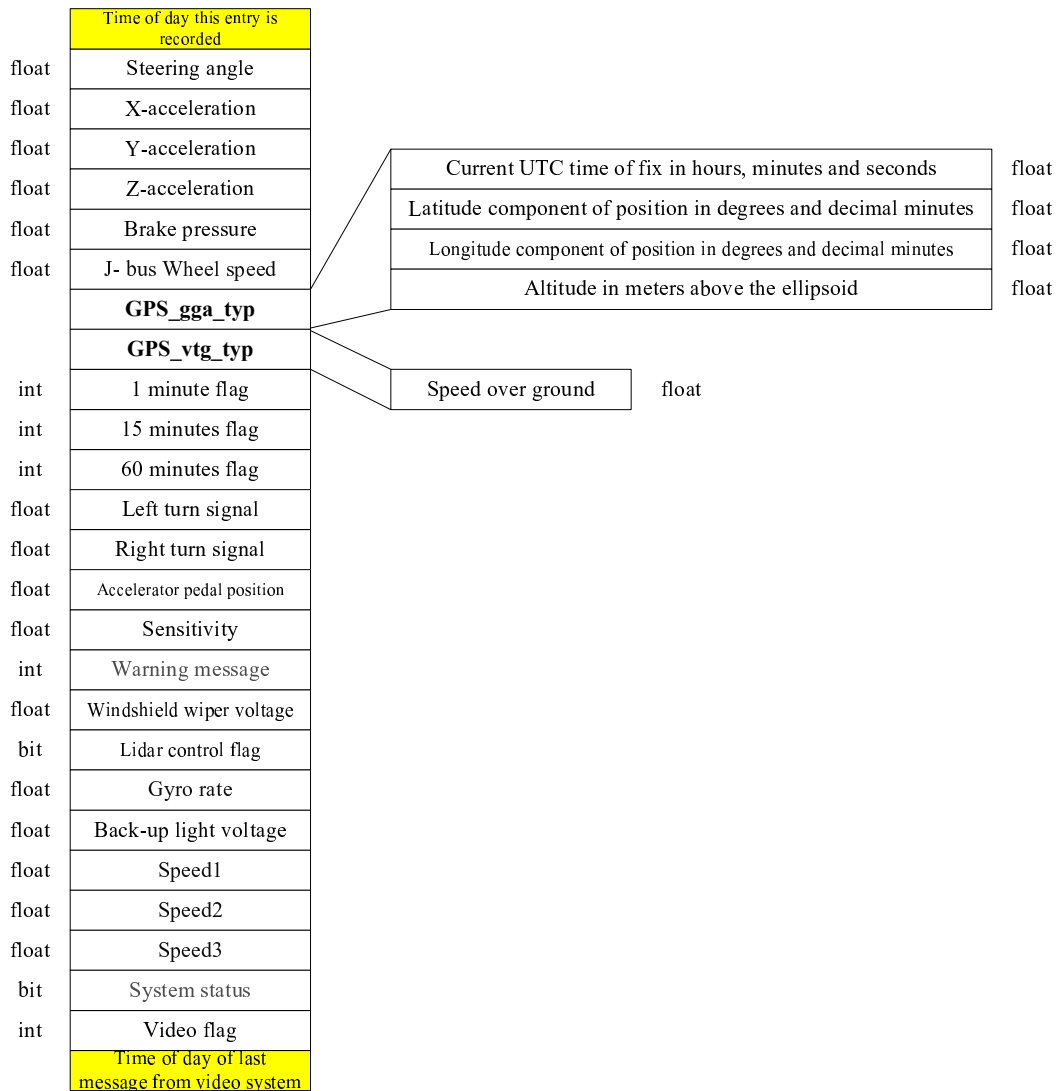 Time of day this entry is
recorded
float Steering angle
float X-acceleration
float Y-acceleration
float Z-acceleration
float Brake pressure
float J- bus Wheel speed
GPS_gga_typ
GPS_vtg_typ
Current UTC time of fix in hours, minutes and seconds float
Latitude component of position in degrees and decimal minutes float
Longitude component of position in degrees and decimal minutes float
Altitude in meters above the ellipsoid float
Speed over ground float
int 1 minute flag
int 15 minutes flag
int 60 minutes flag
float Left turn signal
float Right turn signal
float Accelerator pedal position
float Sensitivity
int Warning message
float Windshield wiper voltage
bit Lidar control flag
float Gyro rate
float Back-up light voltage
float Speed1
float Speed2
float Speed3
bit System status
int Video flag
Time of day of last
message from video system